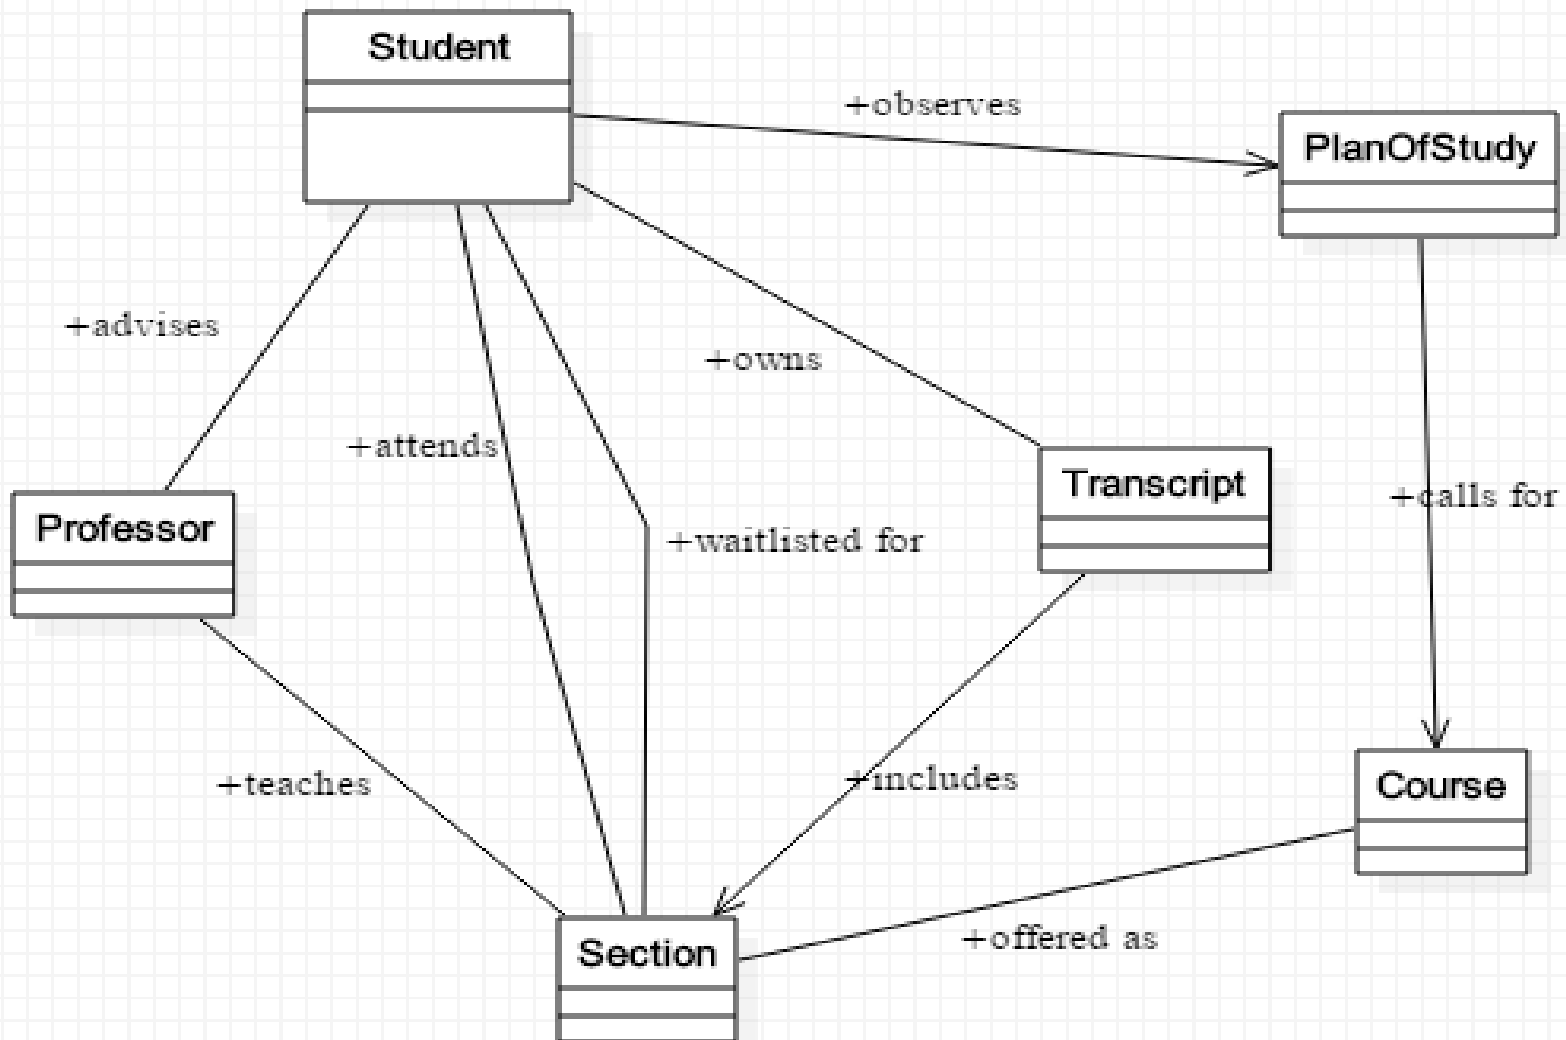 Student
+observes
PlanOfStudy
+advises
+owns
+attends
Transcript
+calls for
Professor
+waitlisted for
+teaches
+includes
Course
+offered as
Section